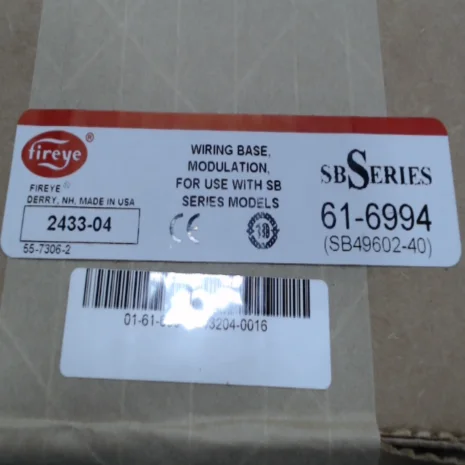 fireye®
FIREYE®
DERRY, NH, MADE IN USA
2433-04
55-7306-2
WIRING BASE,
MODULATION,
FOR USE WITH SB
SERIES MODELS
CE
SB SERIES
61-6994
(SB49602-40)